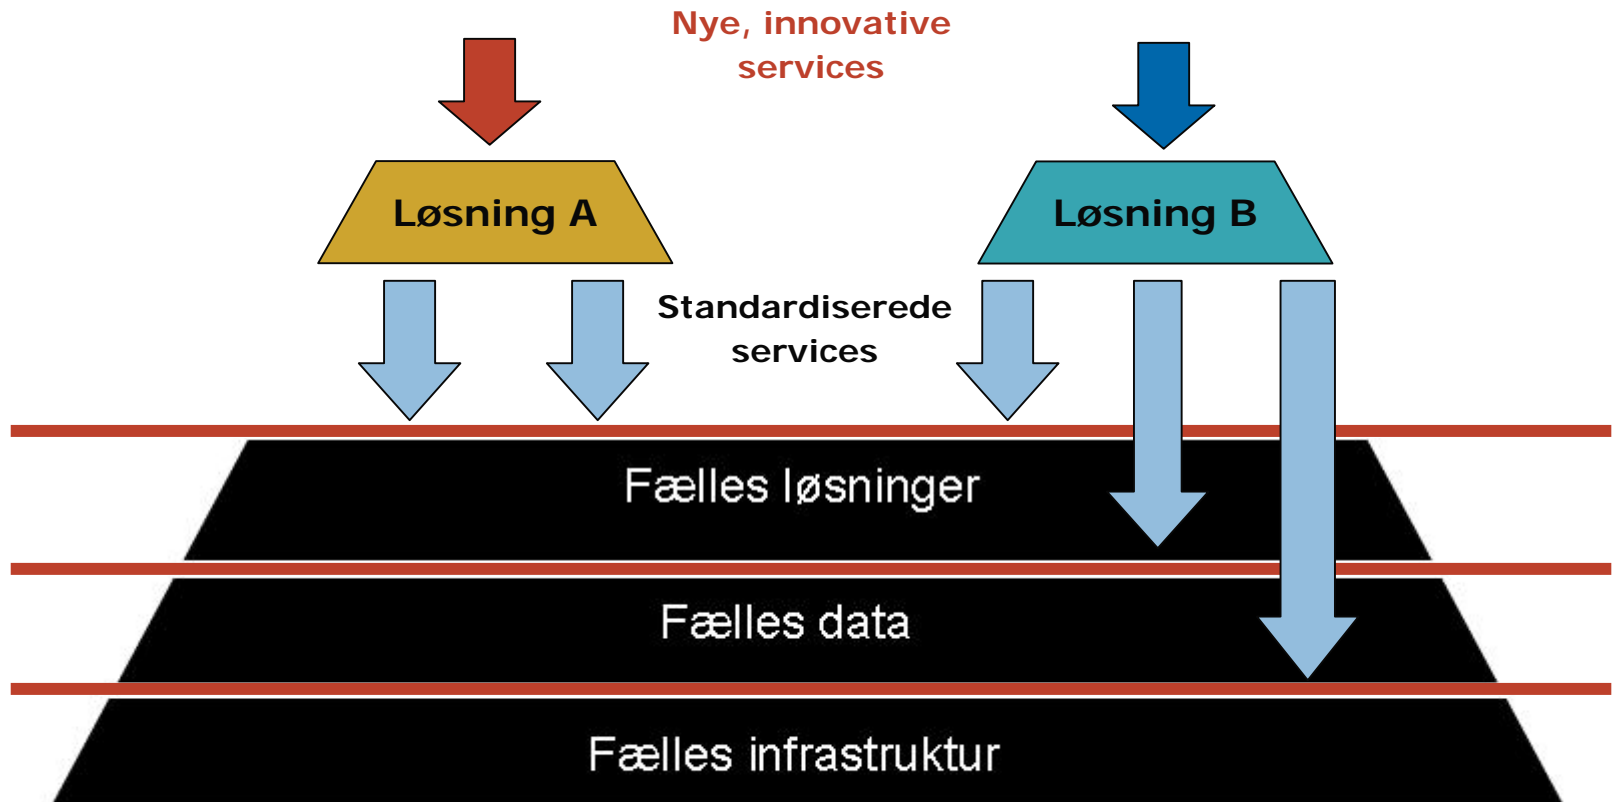 Nye, innovative
services
Løsning A
Løsning B
Standardiserede
services
Fælles løsninger
Fælles data
Fælles infrastruktur